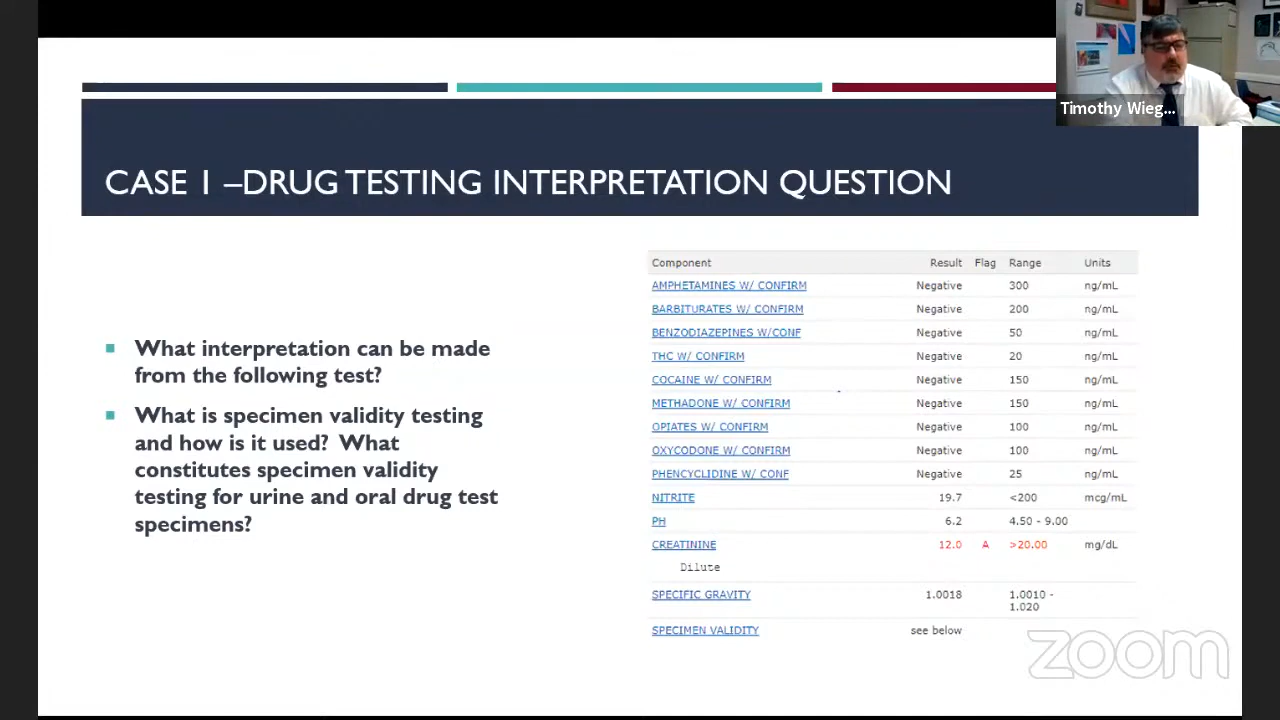 Timothy Wieg...
CASE 1 –DRUG TESTING INTERPRETATION QUESTION
What interpretation can be made
from the following test?
What is specimen validity testing
and how is it used? What
constitutes specimen validity
testing for urine and oral drug test
specimens?
Component Result Flag Range Units
AMPHETAMINES W/ CONFIRM Negative 300 ng/mL
BARBITURATES W/ CONFIRM Negative 200 ng/mL
BENZODIAZEPINES W/CONF Negative 50 ng/mL
THC W/ CONFIRM Negative 20 ng/mL
COCAINE W/ CONFIRM Negative 150 ng/mL
METHADONE W/ CONFIRM Negative 150 ng/mL
OPIATES W/ CONFIRM Negative 100 ng/mL
OXYCODONE W/ CONFIRM Negative 100 ng/mL
PHENCYCLIDINE W/ CONF Negative 25 ng/mL
NITRITE 19.7 <200 mcg/mL
PH 6.2 4.50 - 9.00
CREATININE 12.0 A >20.00 mg/dL
Dilute
SPECIFIC GRAVITY 1.0018 1.0010 -
1.020
SPECIMEN VALIDITY see below
zoom